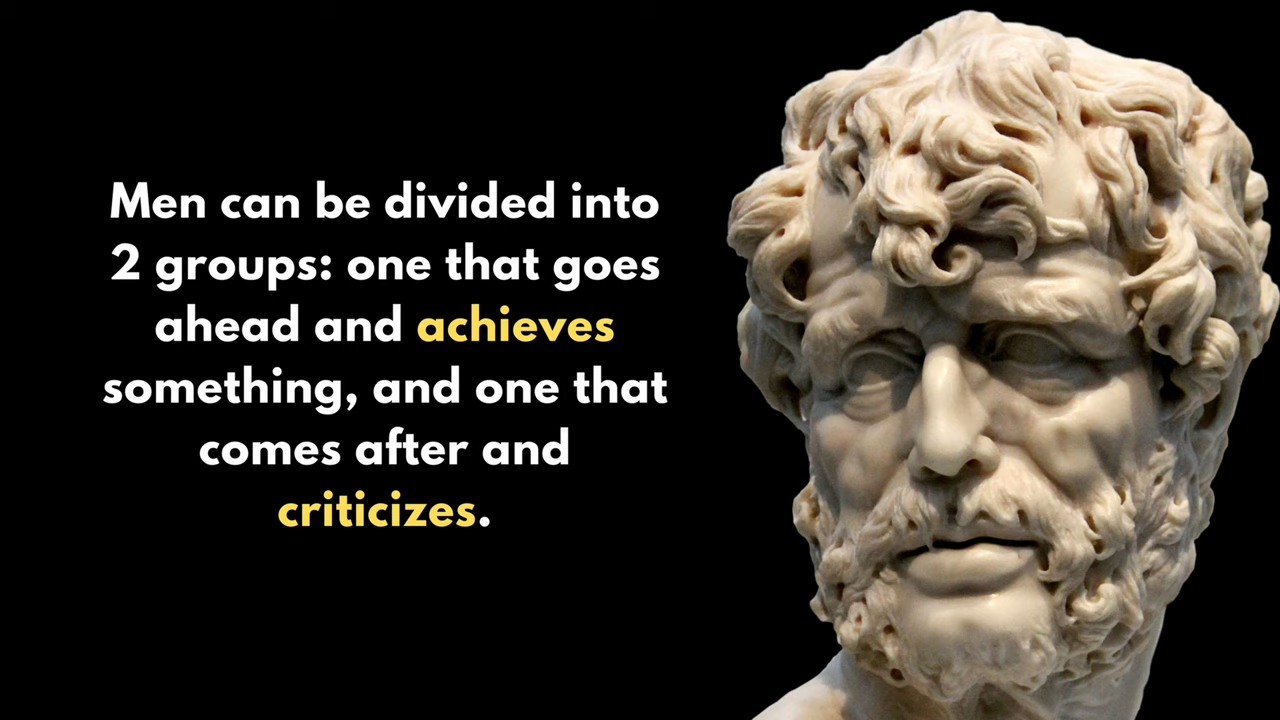 Men can be divided into
2 groups: one that goes
ahead and achieves
something, and one that
comes after and
criticizes.